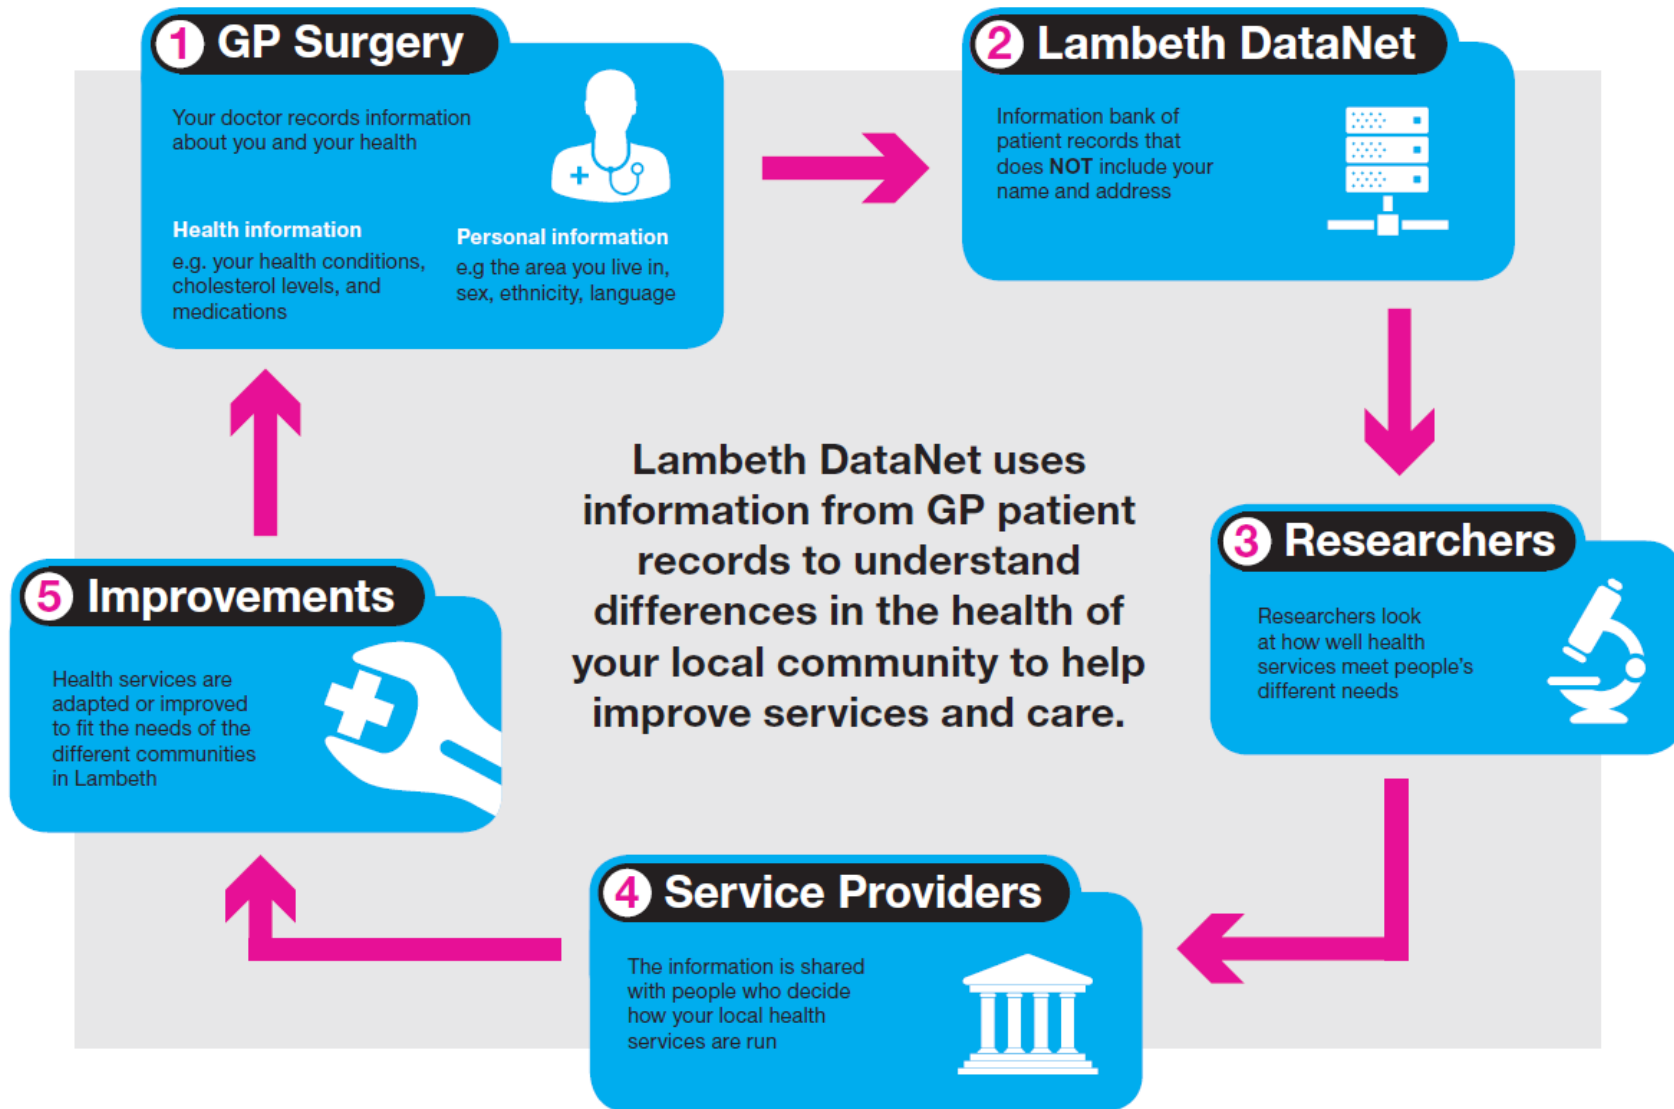 1 GP Surgery
Your doctor records information
about you and your health
Health information
e.g. your health conditions,
cholesterol levels, and
medications
Personal information
e.g the area you live in,
sex, ethnicity, language
2 Lambeth DataNet
Information bank of
patient records that
does NOT include your
name and address
3 Researchers
Researchers look
at how well health
services meet people's
different needs
4 Service Providers
The information is shared
with people who decide
how your local health
services are run
5 Improvements
Health services are
adapted or improved
to fit the needs of the
different communities
in Lambeth
Lambeth DataNet uses
information from GP patient
records to understand
differences in the health of
your local community to help
improve services and care.